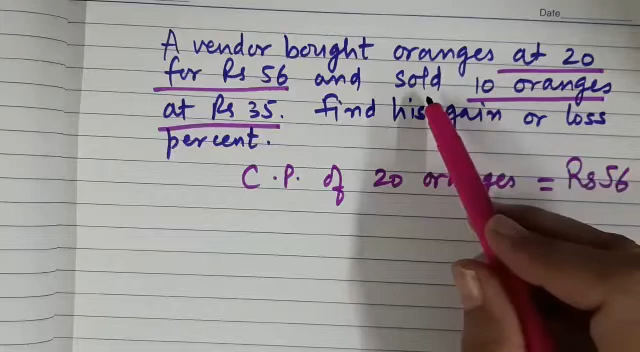 Date
A vendor bought oranges at 20
for Rs 56 and sold 10 oranges
at Rs 35. find his gain or loss
percent.
C.P. of 20 oranges = Rs 56